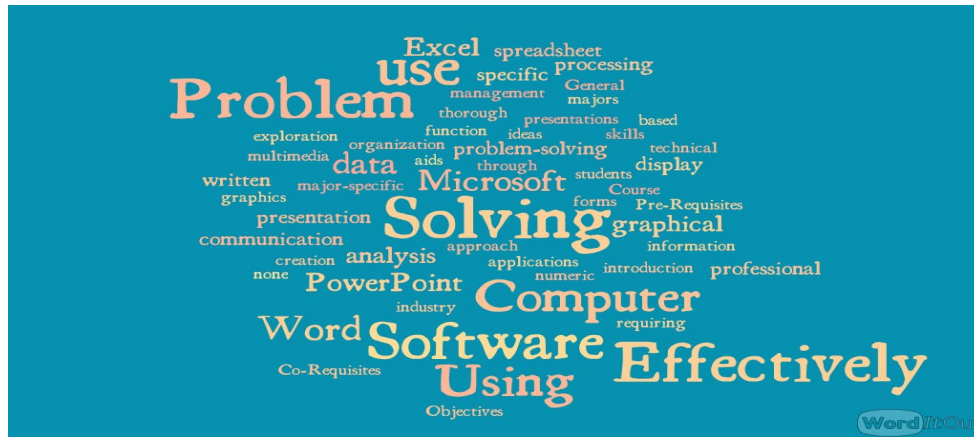 Excel spreadsheet
use specific processing
Problem management General
majors
thorough presentations based
exploration function ideas skills
organization problem-solving technical
multimedia data aids through display
written major-specific Microsoft students
graphics forms Course Pre-Requisites
presentation Solving graphical
communication approach information
creation analysis applications
none PowerPoint numeric introduction professional
industry Computer
requiring
Word Software
Co-Requisites Using Effectively
Objectives
WordItOu